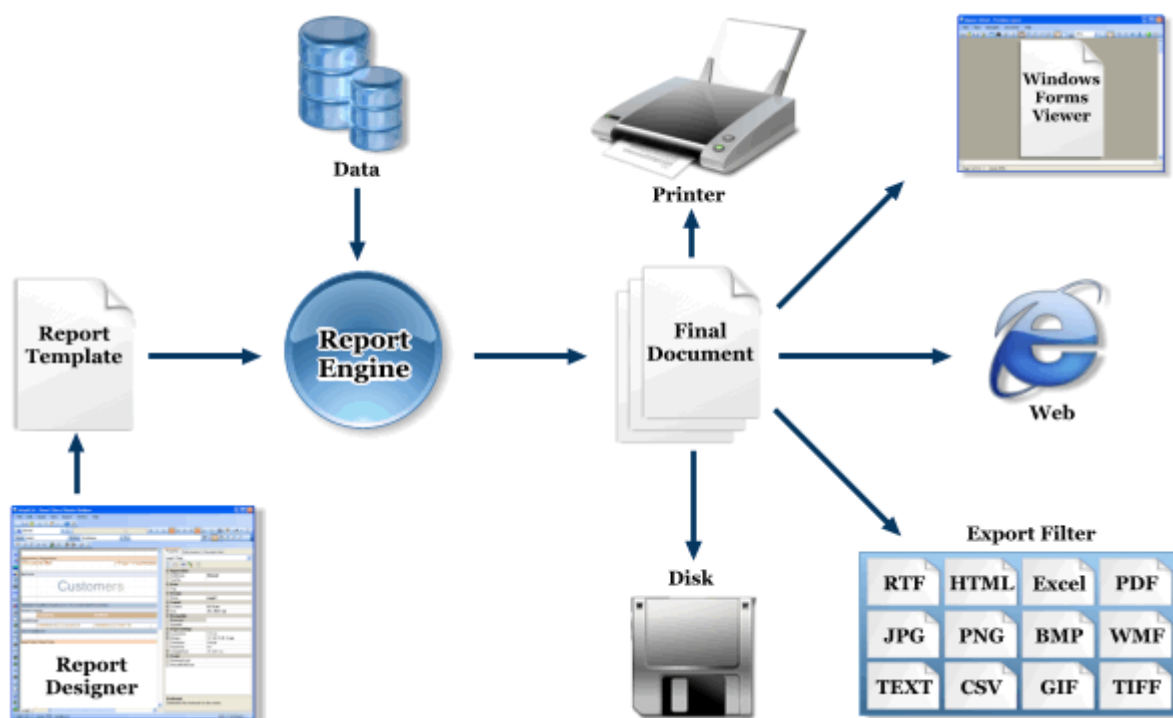 Data
Printer
Windows
Forms
Viewer
Report
Template
Report
Engine
Final
Document
Web
Customers
Report
Designer
Disk
Export Filter
RTF HTML Excel PDF
JPG PNG BMP WMF
TEXT CSV GIF TIFF